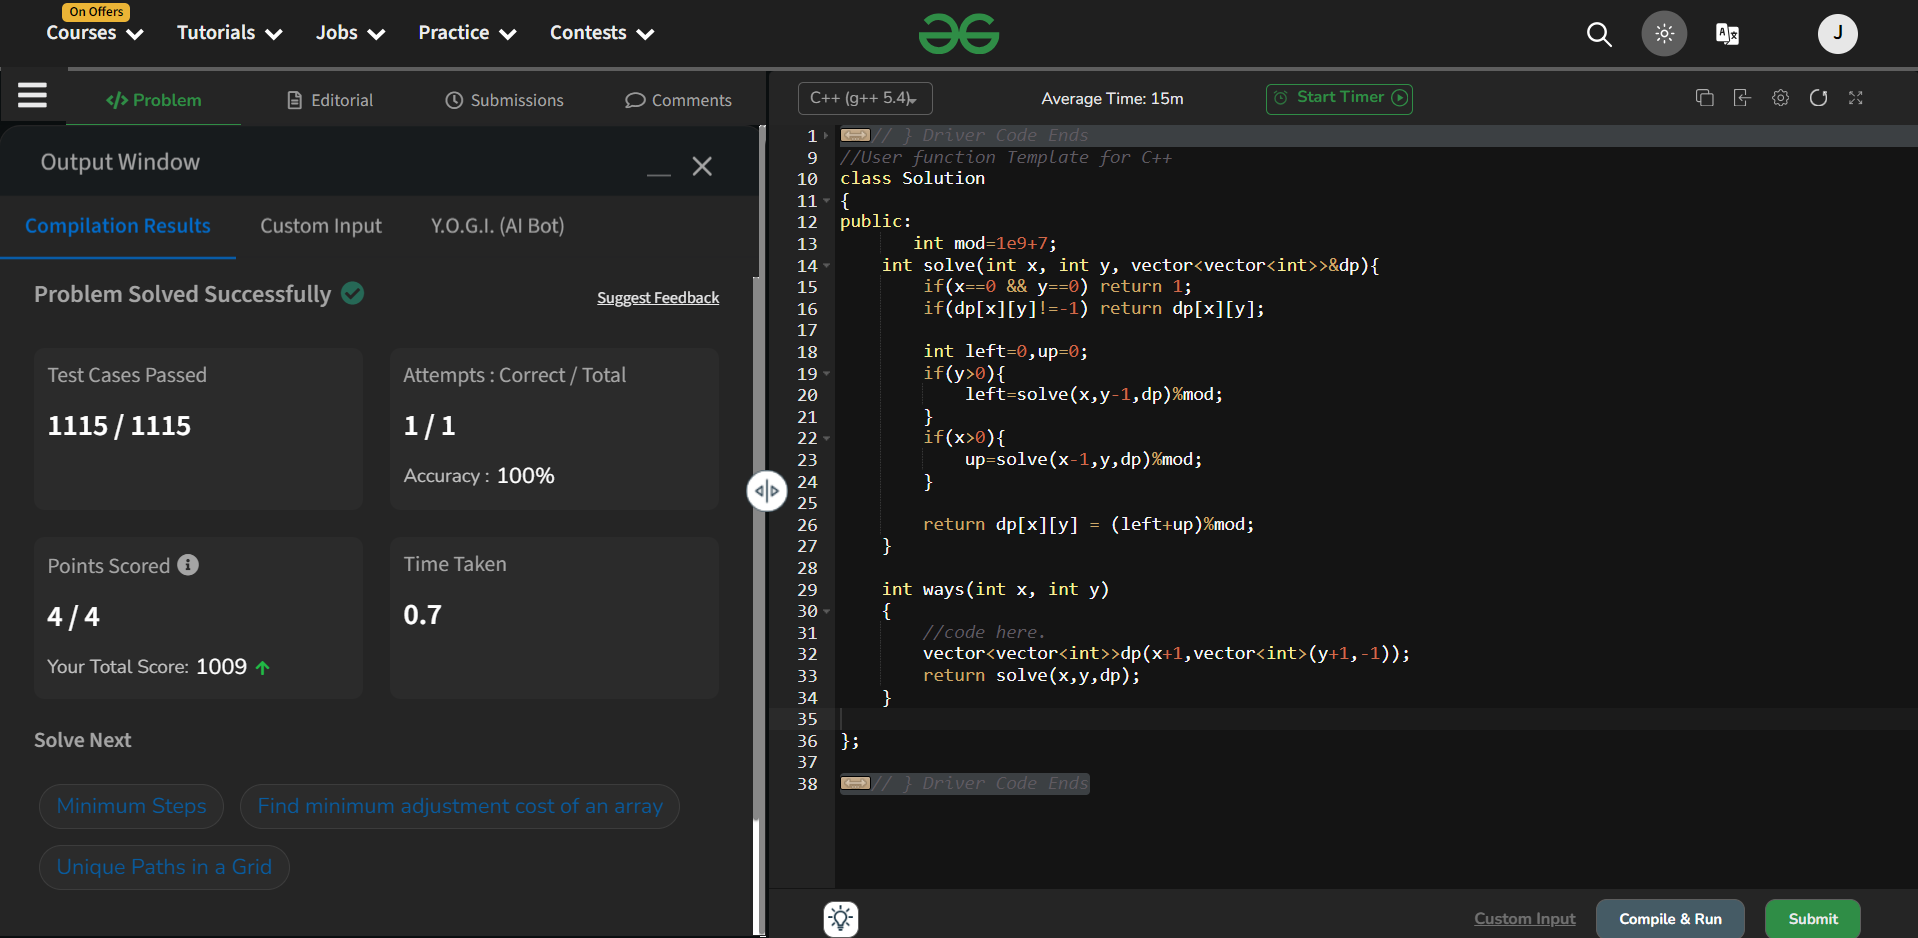 On Offers
Courses Tutorials Jobs Practice Contests
J
Problem Editorial Submissions Comments
Output Window
Compilation Results Custom Input Y.O.G.I. (AI Bot)
Problem Solved Successfully
Suggest Feedback
Test Cases Passed
1115 / 1115
Attempts : Correct / Total
1 / 1
Accuracy : 100%
Points Scored
4 / 4
Your Total Score: 1009
Time Taken
0.7
Solve Next
Minimum Steps Find minimum adjustment cost of an array
Unique Paths in a Grid
C++ (g++ 5.4) Average Time: 15m Start Timer
1 // } Driver Code Ends
9 //User function Template for C++
10 class Solution
11 {
12 public:
13 int mod=1e9+7;
14 int solve(int x, int y, vector<vector<int>>&dp){
15 if(x==0 && y==0) return 1;
16 if(dp[x][y]!=-1) return dp[x][y];
17
18 int left=0,up=0;
19 if(y>0){
20 left=solve(x,y-1,dp)%mod;
21 }
22 if(x>0){
23 up=solve(x-1,y,dp)%mod;
24 }
25
26 return dp[x][y] = (left+up)%mod;
27 }
28
29 int ways(int x, int y)
30 {
31 //code here.
32 vector<vector<int>>dp(x+1,vector<int>(y+1,-1));
33 return solve(x,y,dp);
34 }
35
36 };
37
38 // } Driver Code Ends
Custom Input Compile & Run Submit